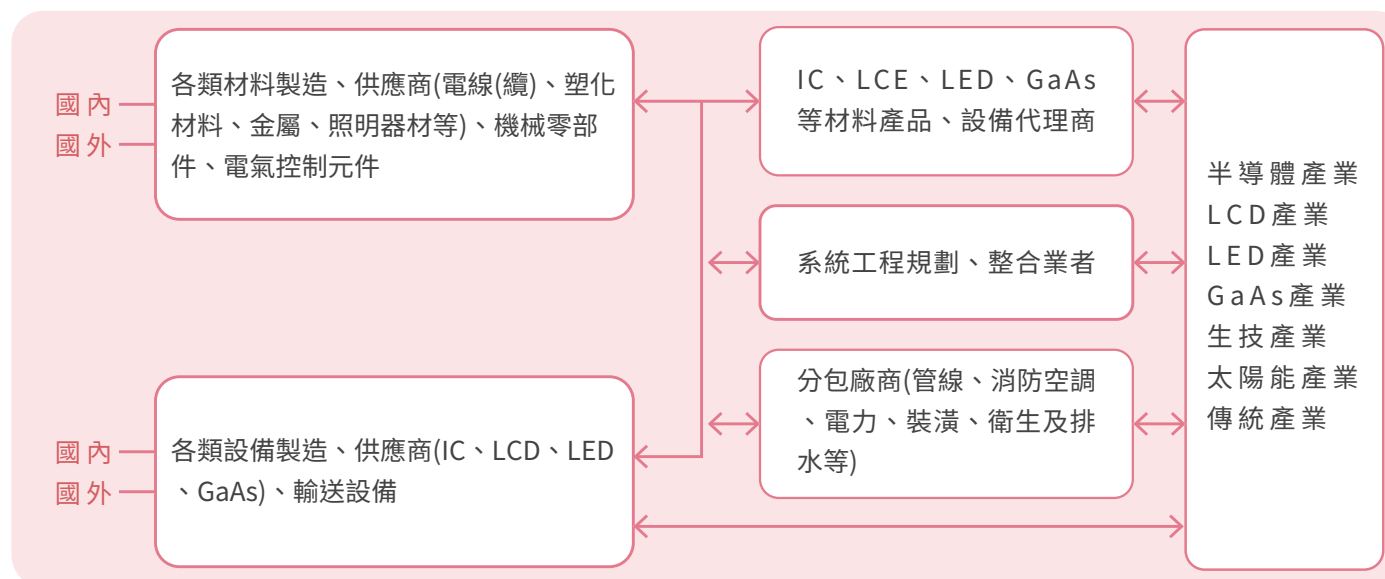 國內
國外
各類材料製造、供應商(電線(纜)、塑化
材料、金屬、照明器材等)、機械零部
件、電氣控制元件
IC、LCE、LED、GaAs
等材料產品、設備代理商
系統工程規劃、整合業者
分包廠商(管線、消防空調
、電力、裝潢、衛生及排
水等)
國內
國外
各類設備製造、供應商(IC、LCD、LED
、GaAs)、輸送設備
半導體產業
LCD產業
LED產業
GaAs產業
生技產業
太陽能產業
傳統產業